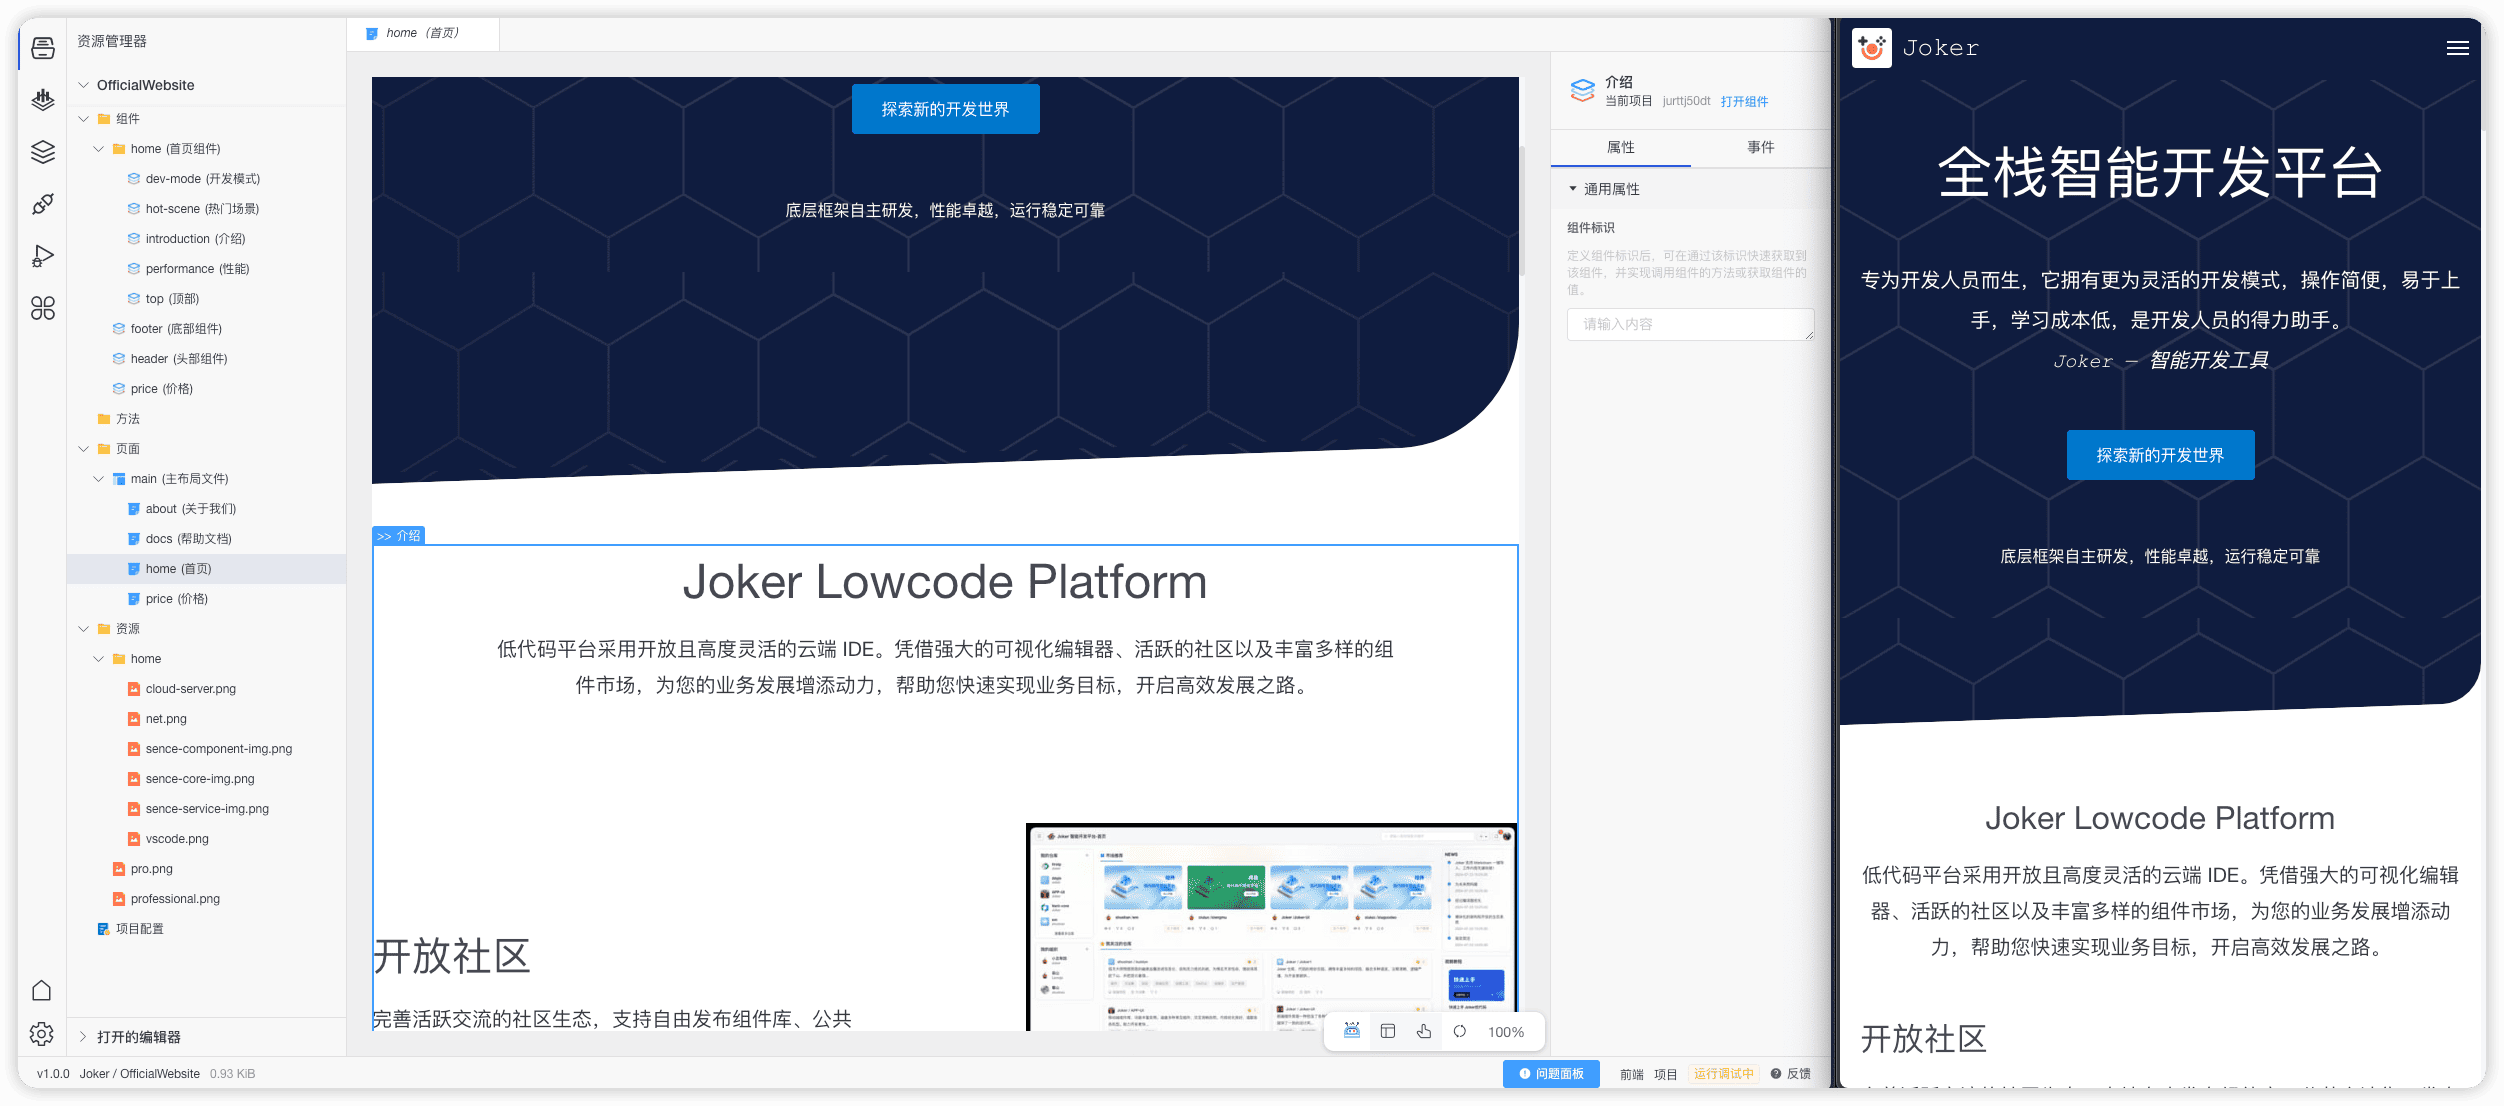 资源管理器
OfficialWebsite
组件
home (首页组件)
dev-mode (开发模式)
hot-scene (热门场景)
introduction (介绍)
performance (性能)
top (顶部)
footer (底部组件)
header (头部组件)
price (价格)
方法
页面
main (主布局文件)
about (关于我们)
docs (帮助文档)
home (首页)
price (价格)
资源
home
cloud-server.png
net.png
sence-component-img.png
sence-core-img.png
sence-service-img.png
vscode.png
pro.png
professional.png
项目配置
打开的编辑器
home （首页）
探索新的开发世界
底层框架自主研发，性能卓越，运行稳定可靠
>> 介绍
Joker Lowcode Platform
低代码平台采用开放且高度灵活的云端 IDE。凭借强大的可视化编辑器、活跃的社区以及丰富多样的组
件市场，为您的业务发展增添动力，帮助您快速实现业务目标，开启高效发展之路。
开放社区
完善活跃交流的社区生态，支持自由发布组件库、公共
Joker 智能开发平台-首页
NEWS
快速上手
100%
介绍
当前项目 jurttj50dt 打开组件
属性 事件
通用属性
组件标识
定义组件标识后，可在通过该标识快速获取到
该组件，并实现调用组件的方法或获取组件的
值。
请输入内容
v1.0.0 Joker / OfficialWebsite 0.93 KiB
问题面板 前端 项目 运行调试中 反馈
Joker
全栈智能开发平台
专为开发人员而生，它拥有更为灵活的开发模式，操作简便，易于上
手，学习成本低，是开发人员的得力助手。
Joker — 智能开发工具
探索新的开发世界
底层框架自主研发，性能卓越，运行稳定可靠
Joker Lowcode Platform
低代码平台采用开放且高度灵活的云端 IDE。凭借强大的可视化编辑
器、活跃的社区以及丰富多样的组件市场，为您的业务发展增添动
力，帮助您快速实现业务目标，开启高效发展之路。
开放社区